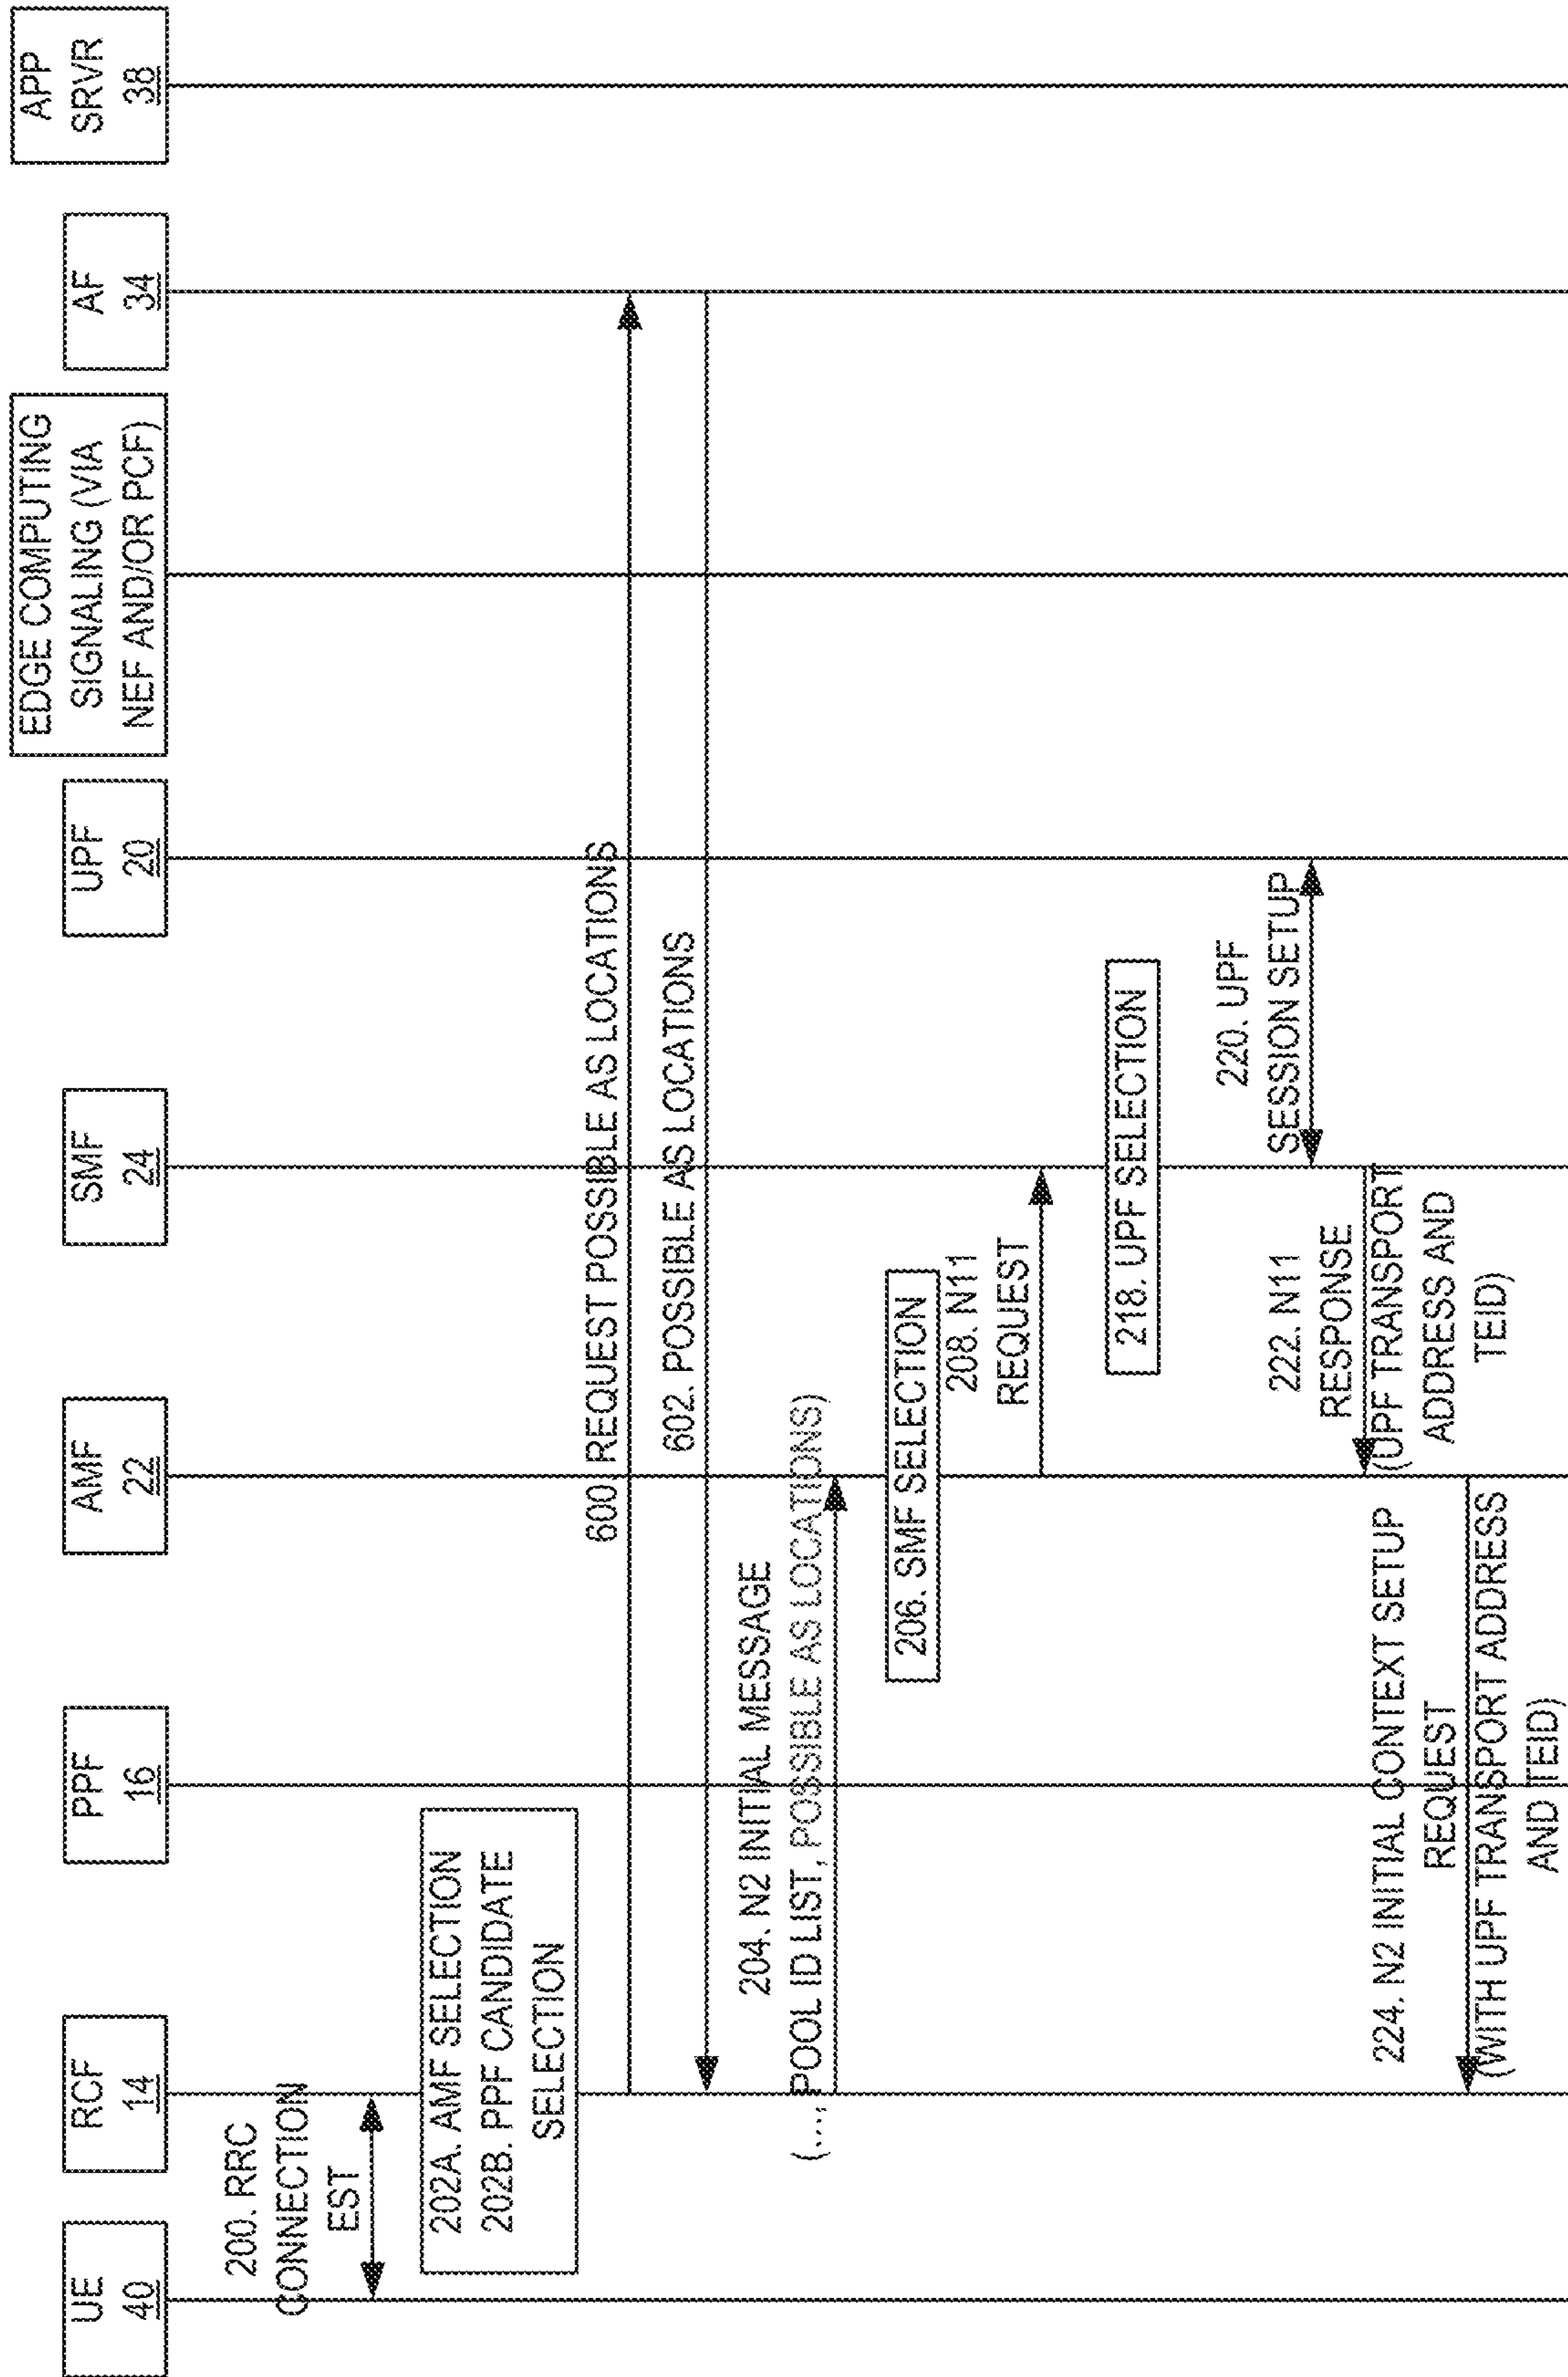 UE
40
RCF
14
PPF
16
AMF
22
SMF
24
UPF
20
EDGE COMPUTING
SIGNALING (VIA
NEF AND/OR PCF)
AF
34
APP
SRVR
38
200. RRC
CONNECTION
EST
202A. AMF SELECTION
202B. PPF CANDIDATE
SELECTION
600. REQUEST POSSIBLE AS LOCATIONS
602. POSSIBLE AS LOCATIONS
204. N2 INITIAL MESSAGE
(..., POOL ID LIST, POSSIBLE AS LOCATIONS)
206. SMF SELECTION
208. N11
REQUEST
218. UPF SELECTION
220. UPF
SESSION SETUP
222. N11
RESPONSE
(UPF TRANSPORT
ADDRESS AND
TEID)
224. N2 INITIAL CONTEXT SETUP
REQUEST
(WITH UPF TRANSPORT ADDRESS
AND TEID)